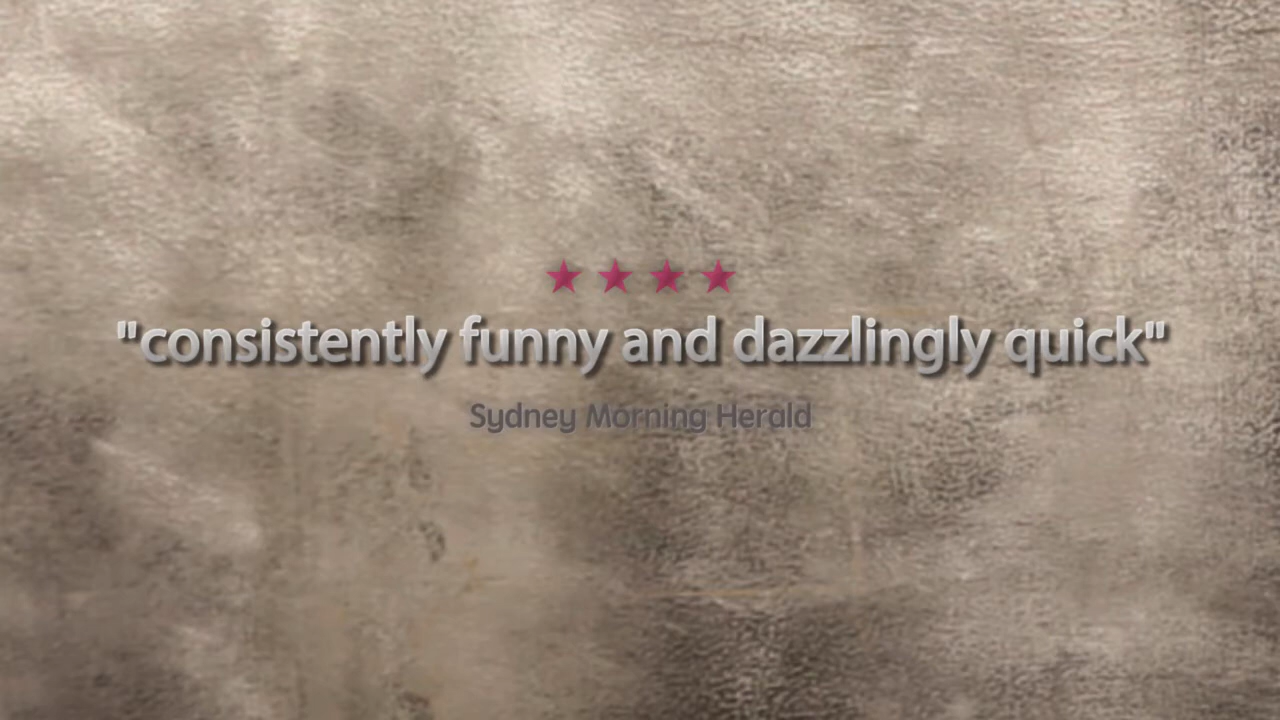 ★ ★ ★ ★
"consistently funny and dazzlingly quick"
Sydney Morning Herald